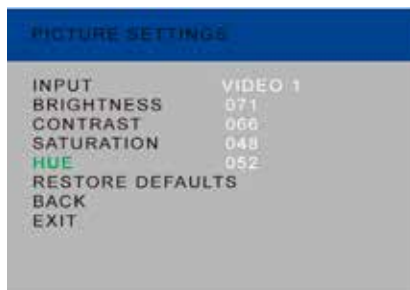 PICTURE SETTINGS
INPUT VIDEO 1
BRIGHTNESS 071
CONTRAST 066
SATURATION 048
HUE 052
RESTORE DEFAULTS
BACK
EXIT